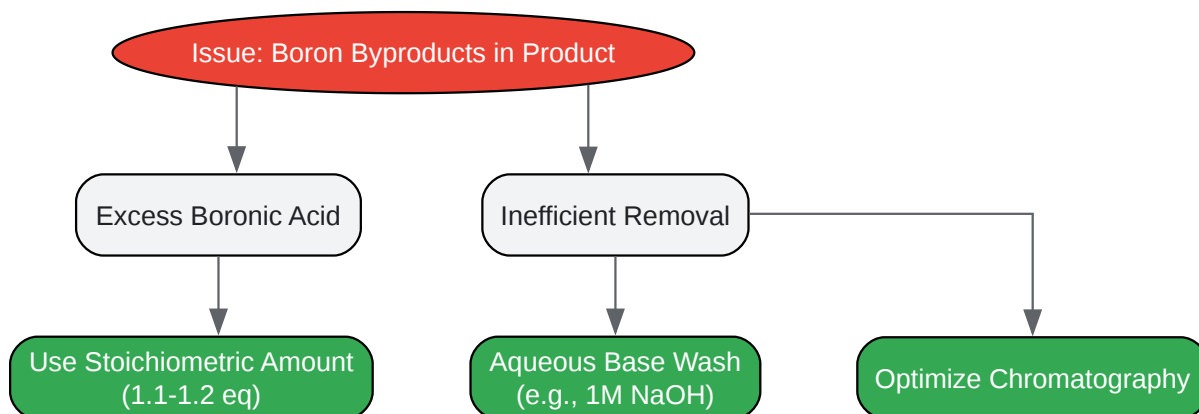 Issue: Boron Byproducts in Product
Excess Boronic Acid
Inefficient Removal
Use Stoichiometric Amount
(1.1-1.2 eq)
Aqueous Base Wash
(e.g., 1M NaOH)
Optimize Chromatography